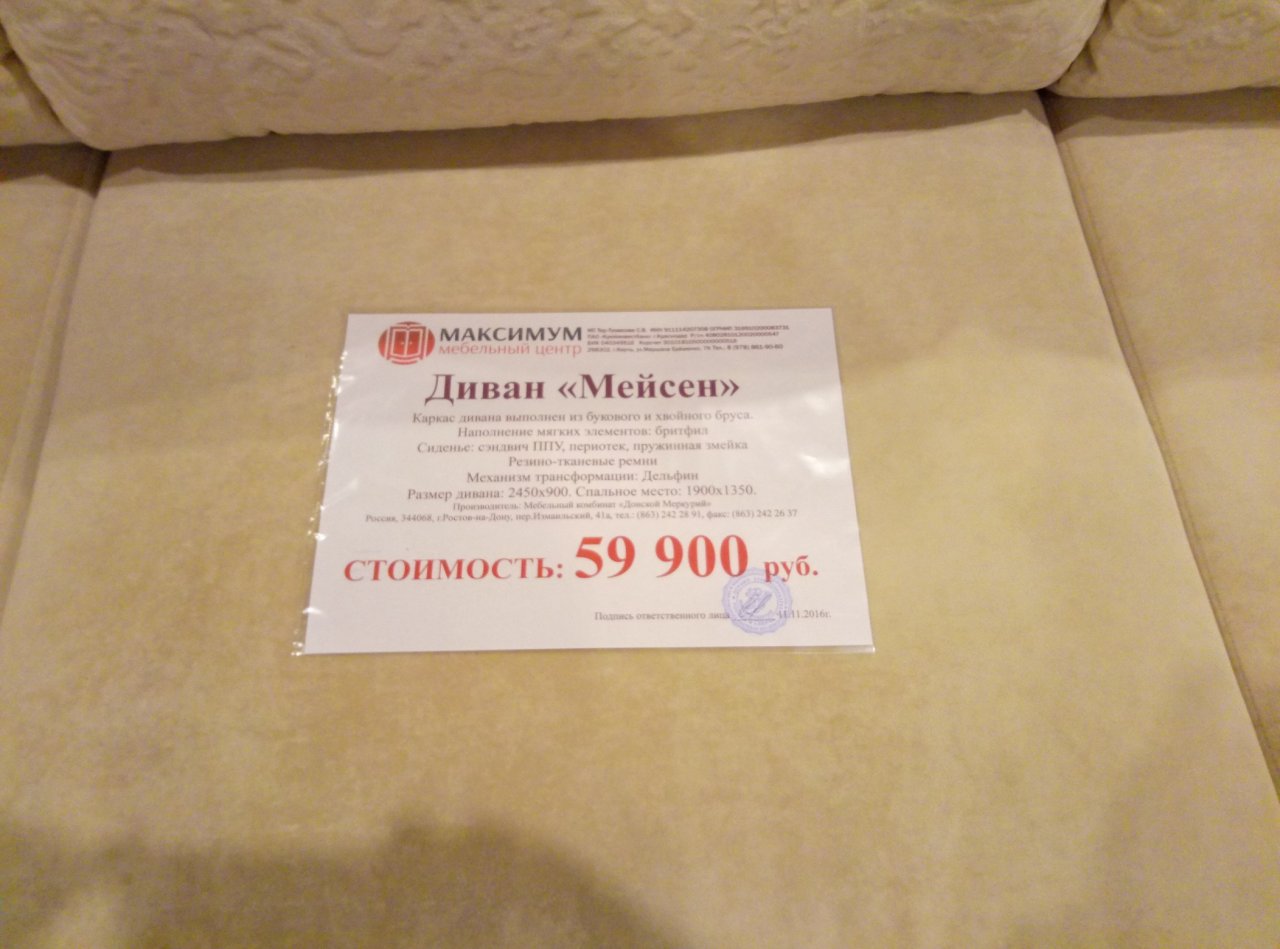 МАКСИМУМ
мебельный центр
Диван «Мейсен»
Каркас дивана выполнен из букового и хвойного бруса.
Наполнение мягких элементов: бритфил
Сиденье: сэндвич ППУ, периотек, пружинная змейка
Резино-тканевые ремни
Механизм трансформации: Дельфин
Размер дивана: 2450х900. Спальное место: 1900х1350.
Производитель: Мебельный комбинат «Донской Меркурий»
Россия, 344068, г.Ростов-на-Дону, пер.Измаильский, 41а, тел.: (863) 242 28 91, факс: (863) 242 26 37
СТОИМОСТЬ: 59 900 руб.
Подпись ответственного лица 11.11.2016г.